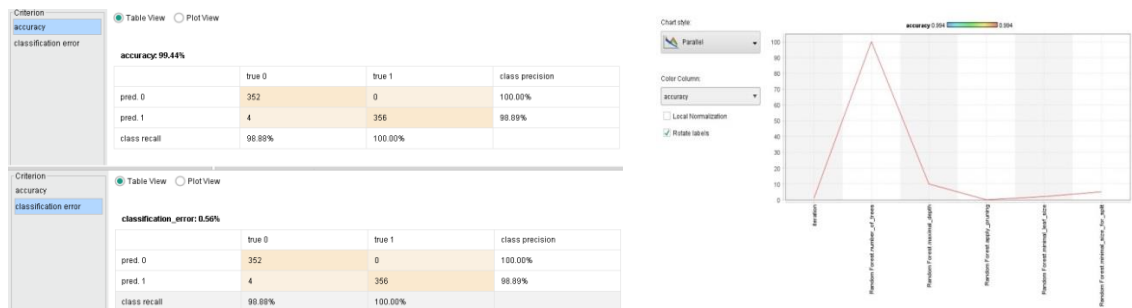 Criterion
accuracy
classification error
Table View Plot View
accuracy: 99.44%
true 0 true 1 class precision
pred. 0 352 0 100.00%
pred. 1 4 356 98.89%
class recall 98.88% 100.00%
Criterion
accuracy
classification error
Table View Plot View
classification_error: 0.56%
true 0 true 1 class precision
pred. 0 352 0 100.00%
pred. 1 4 356 98.89%
class recall 98.88% 100.00%
Chart style:
Parallel
Color Column:
accuracy
Local Normalization
Rotate labels
accuracy 0.994 0.994
100
90
80
70
60
50
40
30
20
10
0
iteration
Random Forest.number_of_trees
Random Forest.maximal_depth
Random Forest.apply_pruning
Random Forest.minimal_leaf_size
Random Forest.minimal_size_for_split